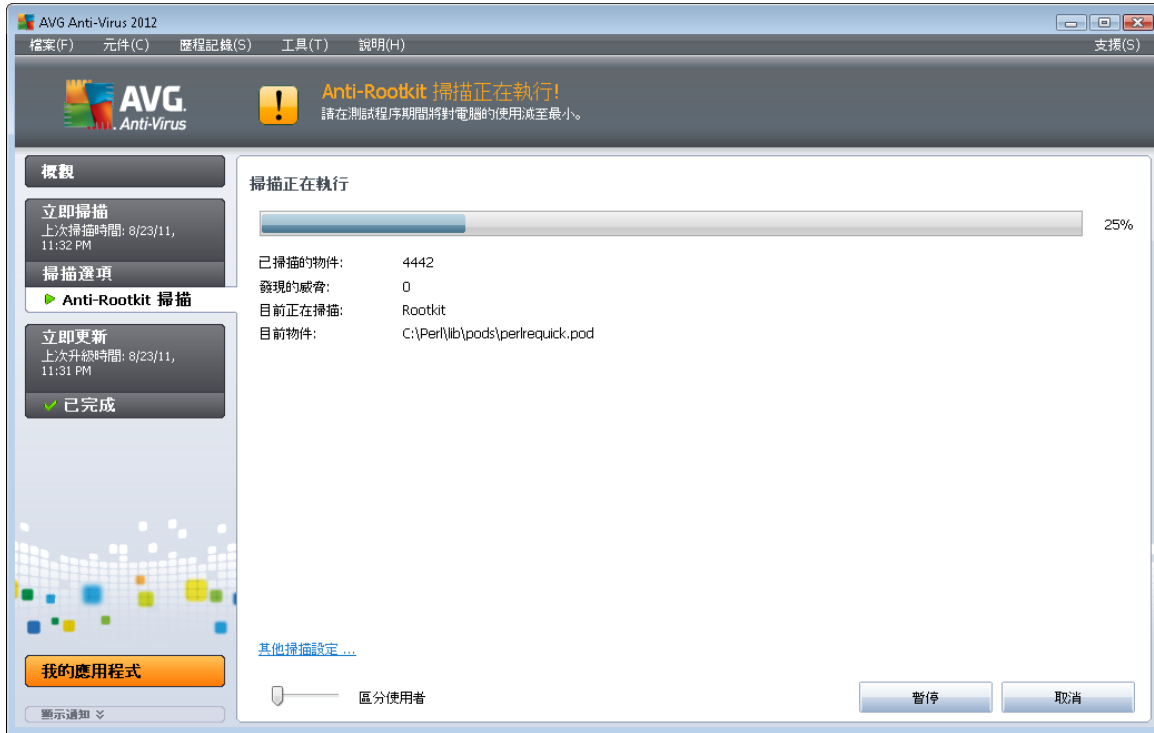 AVG Anti-Virus 2012
檔案(F) 元件(C) 歷程記錄(S) 工具(T) 說明(H) 支援(S)
AVG.
Anti-Virus
Anti-Rootkit 掃描正在執行!
請在測試程序期間將對電腦的使用減至最小。
概觀
立即掃描
上次掃描時間: 8/23/11,
11:32 PM
掃描選項
Anti-Rootkit 掃描
立即更新
上次升級時間: 8/23/11,
11:31 PM
已完成
我的應用程式
顯示通知
掃描正在執行
25%
已掃描的物件: 4442
發現的威脅: 0
目前正在掃描: Rootkit
目前物件: C:\Perl\lib\pods\perlrequick.pod
其他掃描設定 ...
區分使用者
暫停 取消